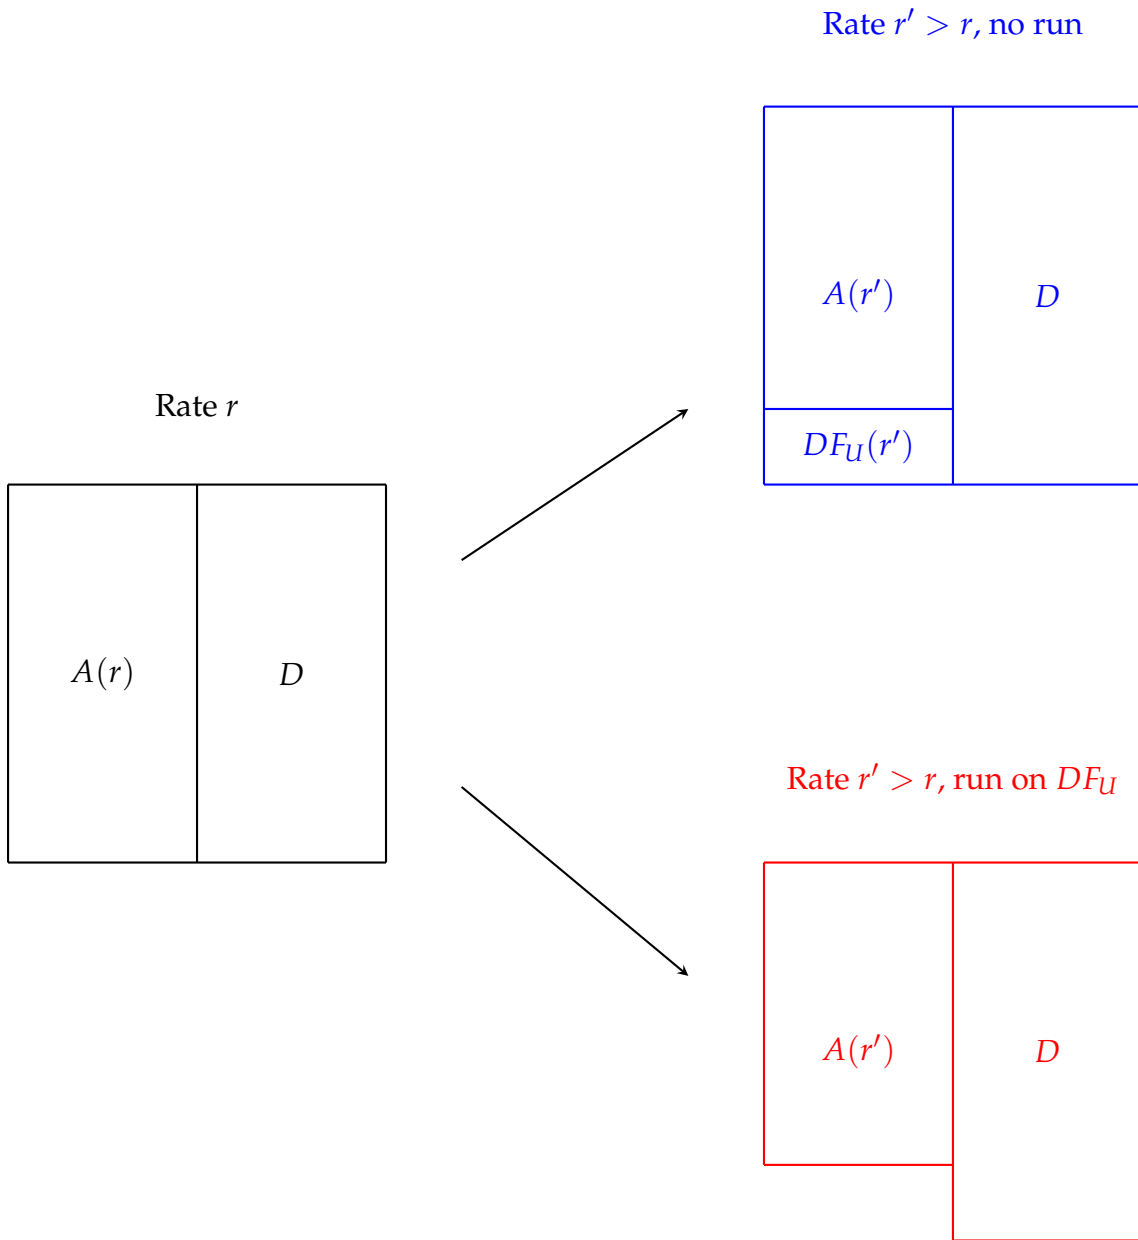 Rate r′ > r, no run
A(r′)
D
DF_U(r′)
Rate r
A(r)
D
Rate r′ > r, run on DF_U
A(r′)
D